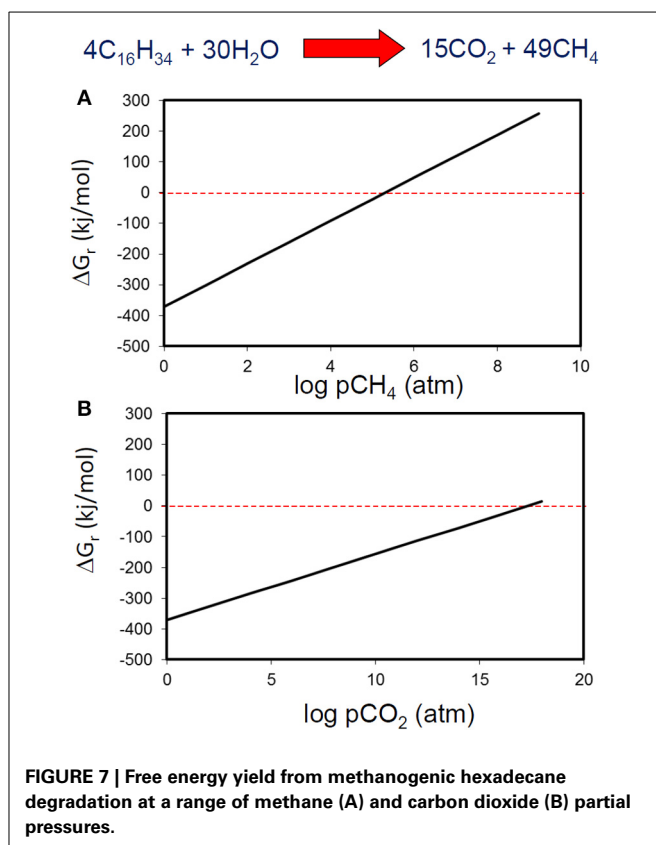 4C₁₆H₃₄ + 30H₂O 15CO₂ + 49CH₄
A
300
200
100
0
-100
-200
-300
-400
-500
ΔGᵣ (kj/mol)
0 2 4 6 8 10
log pCH₄ (atm)
B
300
200
100
0
-100
-200
-300
-400
-500
ΔGᵣ (kj/mol)
0 5 10 15 20
log pCO₂ (atm)
FIGURE 7 | Free energy yield from methanogenic hexadecane
degradation at a range of methane (A) and carbon dioxide (B) partial
pressures.